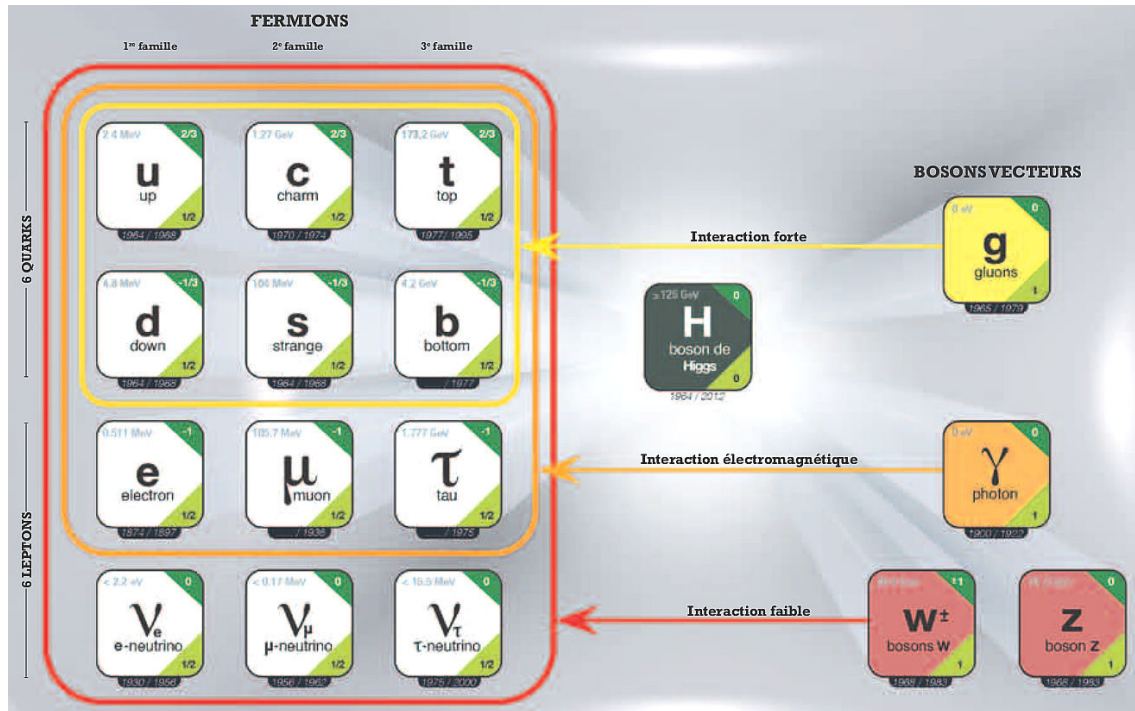 FERMIONS
1re famille
2e famille
3e famille
6 QUARKS
2.4 MeV
2/3
u
up
1/2
1964 / 1968
1.27 GeV
2/3
c
charm
1/2
1970 / 1974
173,2 GeV
2/3
t
top
1/2
1977/ 1995
4.8 MeV
-1/3
d
down
1/2
1964 / 1968
104 MeV
-1/3
s
strange
1/2
1964 / 1968
4.2 GeV
-1/3
b
bottom
1/2
/ 1977
6 LEPTONS
0.511 MeV
-1
e
electron
1/2
1874 / 1897
105.7 MeV
-1
μ
muon
1/2
/ 1936
1.777 GeV
-1
τ
tau
1/2
/ 1975
< 2.2 eV
0
νe
e-neutrino
1/2
1930 / 1956
< 0.17 MeV
0
νμ
μ-neutrino
1/2
1956 / 1962
< 15.5 MeV
0
ντ
τ-neutrino
1/2
1975 / 2000
BOSONS VECTEURS
Interaction forte
0 eV
0
g
gluons
1
1965 / 1979
≥125 GeV
0
H
boson de
Higgs
0
1964 / 2012
Interaction électromagnétique
0 eV
0
γ
photon
1
1900 / 1922
Interaction faible
±1
W±
bosons W
1
1968 / 1983
0
Z
boson Z
1
1968 / 1983